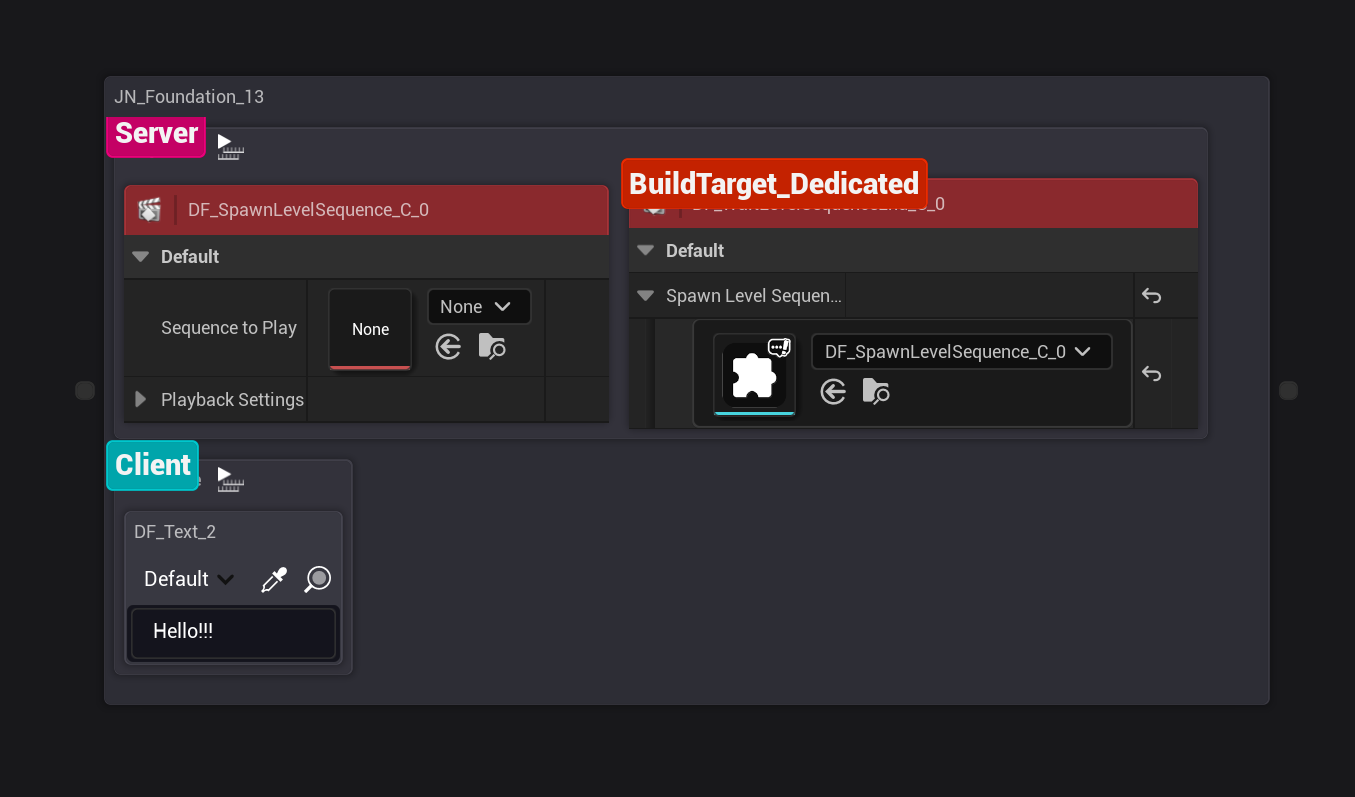 JN_Foundation_13
Server
BuildTarget_Dedicated
DF_SpawnLevelSequence_C_0
Default
Default
Spawn Level Sequen...
Sequence to Play
None
None
DF_SpawnLevelSequence_C_0
Playback Settings
Client
DF_Text_2
Default
Hello!!!